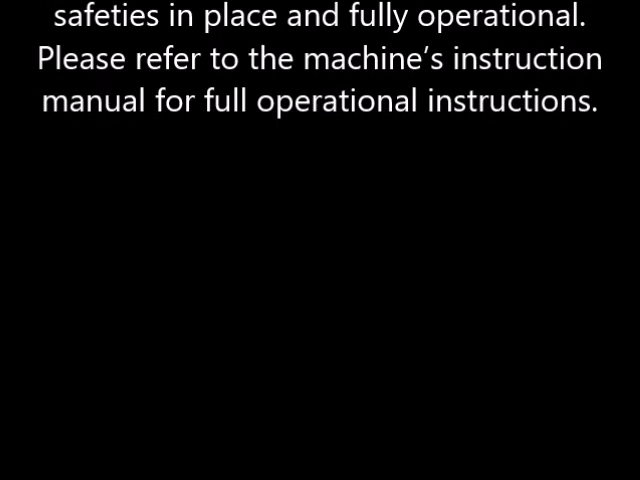 safeties in place and fully operational.
Please refer to the machine’s instruction
manual for full operational instructions.